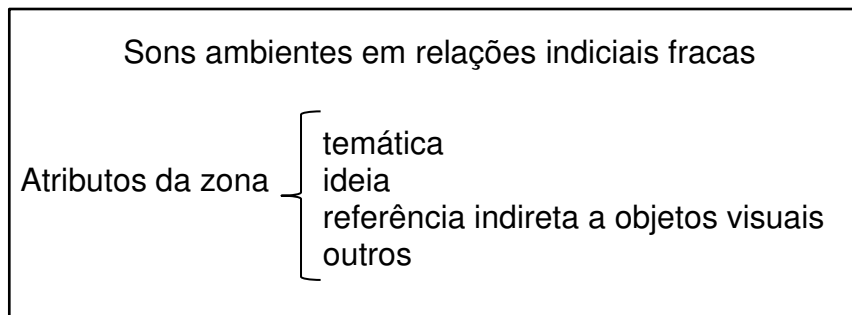 Sons ambientes em relações indiciais fracas
temática
Atributos da zona
ideia
referência indireta a objetos visuais
outros